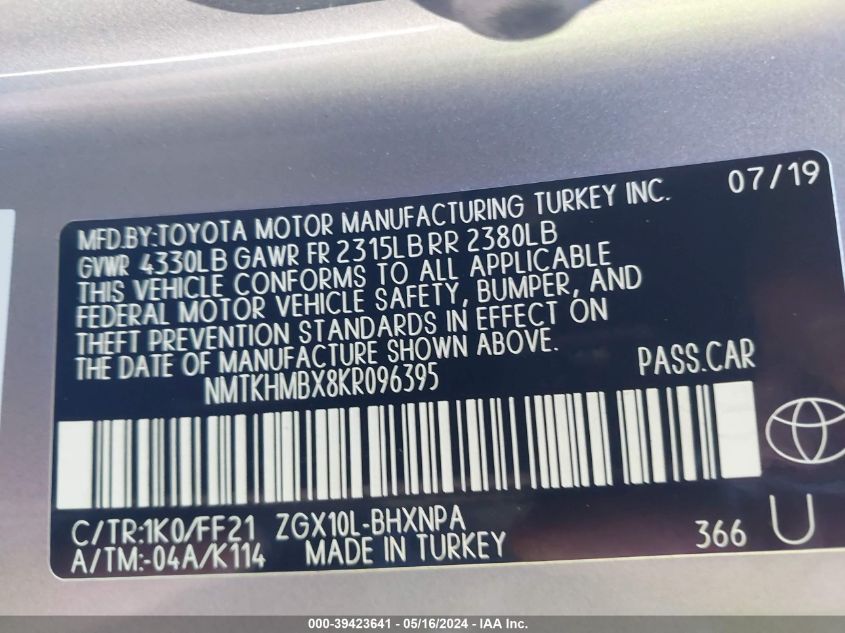 07/19
MFD.BY:TOYOTA MOTOR MANUFACTURING TURKEY INC.
GVWR 4330LB GAWR FR 2315LB RR 2380LB
THIS VEHICLE CONFORMS TO ALL APPLICABLE
FEDERAL MOTOR VEHICLE SAFETY, BUMPER, AND
THEFT PREVENTION STANDARDS IN EFFECT ON
THE DATE OF MANUFACTURE SHOWN ABOVE.
NMTKHMBX8KR096395 PASS.CAR
C/TR:1K0/FF21 ZGX10L-BHXNPA
A/TM:-04A/K114 MADE IN TURKEY 366 U
000-39423641 - 05/16/2024 - IAA Inc.